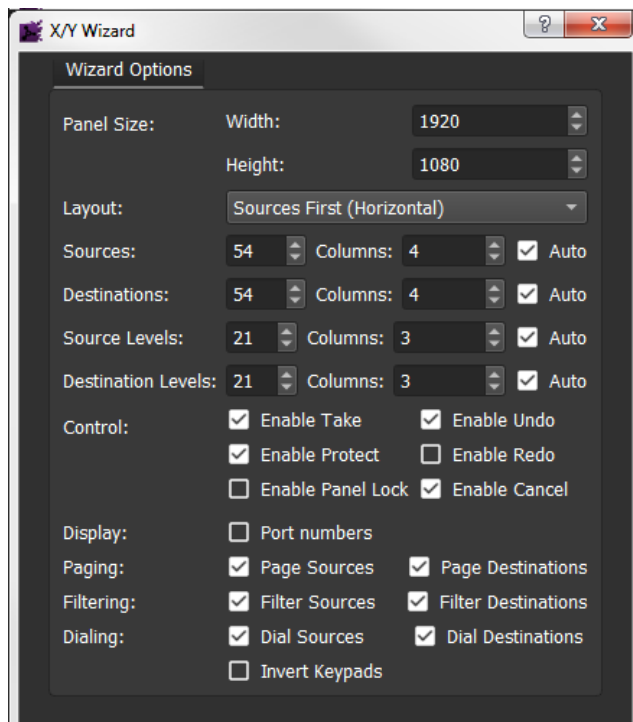 X/Y Wizard
Wizard Options
Panel Size: Width: 1920
Height: 1080
Layout: Sources First (Horizontal)
Sources: 54 Columns: 4 Auto
Destinations: 54 Columns: 4 Auto
Source Levels: 21 Columns: 3 Auto
Destination Levels: 21 Columns: 3 Auto
Control: Enable Take Enable Undo
Enable Protect Enable Redo
Enable Panel Lock Enable Cancel
Display: Port numbers
Paging: Page Sources Page Destinations
Filtering: Filter Sources Filter Destinations
Dialing: Dial Sources Dial Destinations
Invert Keypads